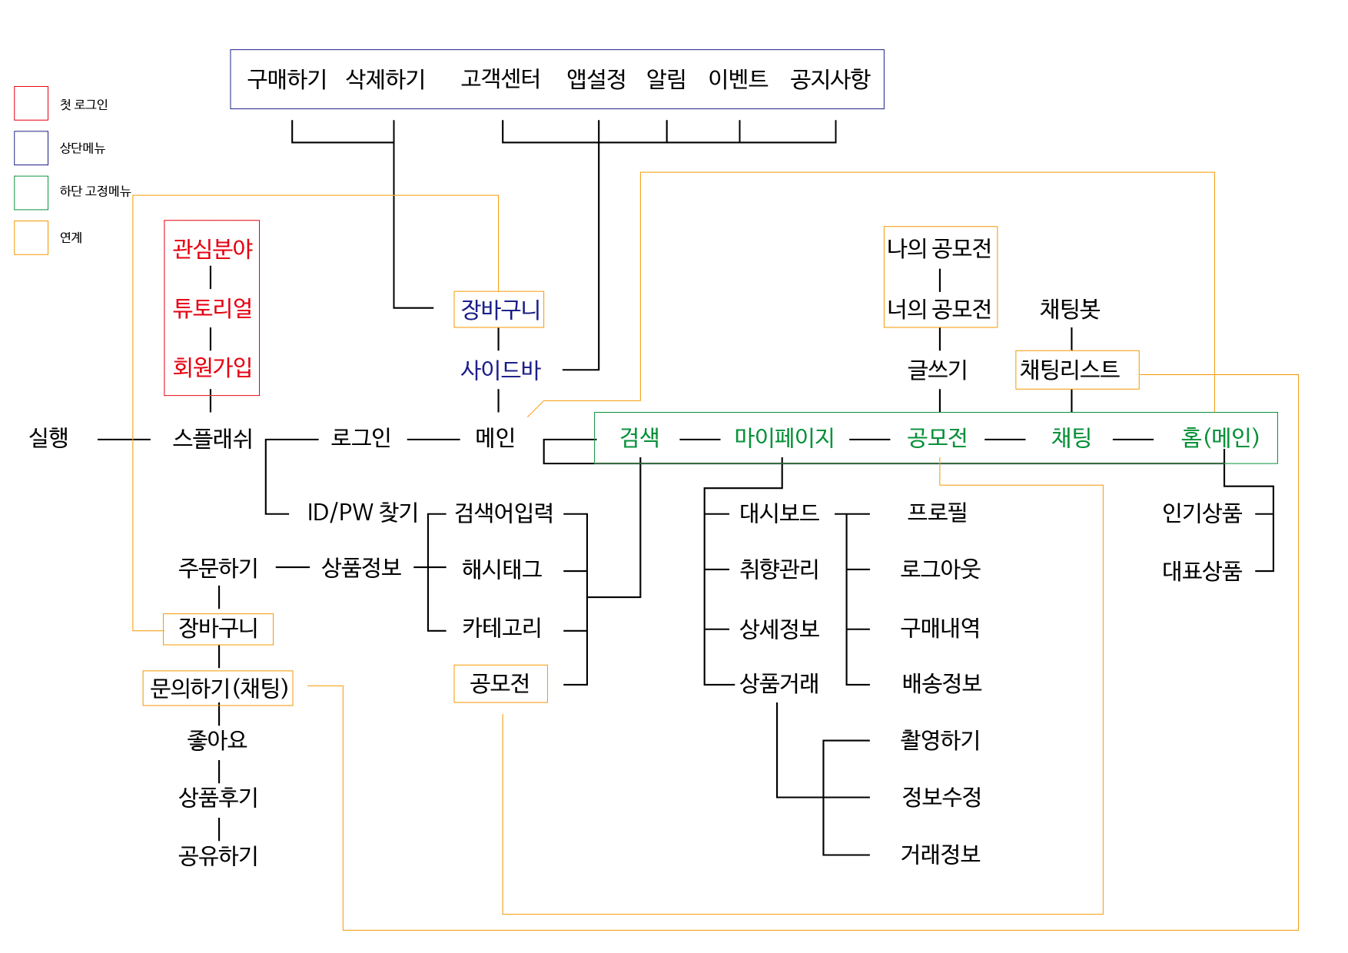 구매하기 삭제하기 고객센터 앱설정 알림 이벤트 공지사항
첫 로그인
상단메뉴
하단 고정메뉴
연계
관심분야
튜토리얼
회원가입
장바구니
사이드바
나의 공모전
너의 공모전
글쓰기
채팅봇
채팅리스트
실행 스플래쉬 로그인 메인 검색 마이페이지 공모전 채팅 홈(메인)
ID/PW 찾기 검색어입력 대시보드 프로필 인기상품
주문하기 상품정보 해시태그 취향관리 로그아웃 대표상품
장바구니 카테고리 상세정보 구매내역
문의하기(채팅) 공모전 상품거래 배송정보
좋아요 촬영하기
상품후기 정보수정
공유하기 거래정보